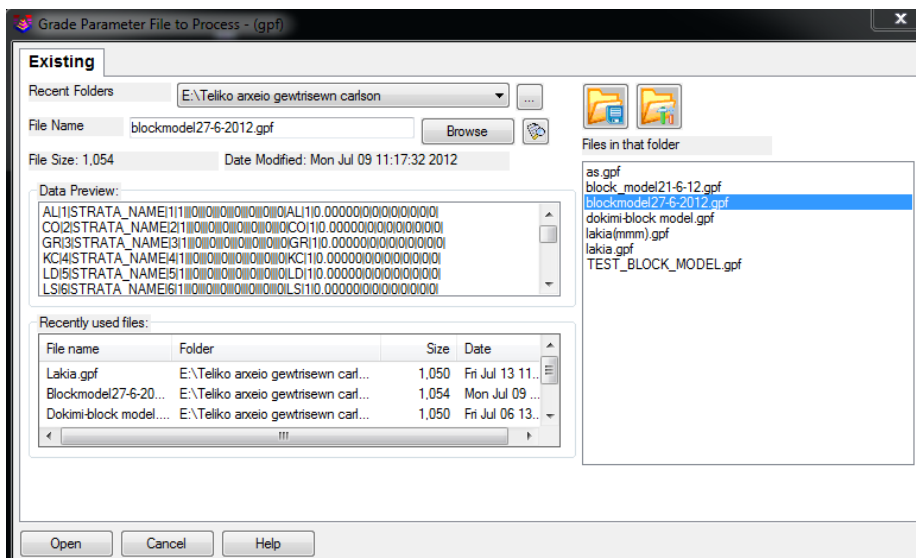 Grade Parameter File to Process - (gpf)
x
Existing
Recent Folders
E:\Teliko arxeio gewtrisewn carlson
...
File Name
blockmodel27-6-2012.gpf
Browse
File Size: 1,054
Date Modified: Mon Jul 09 11:17:32 2012
Data Preview:
AL|1|STRATA_NAME|1|1|||0||0||0||0||0||0||0|AL|1|0.00000|0|0|0|0|0|0|
CO|2|STRATA_NAME|2|1|||0||0||0||0||0||0||0|CO|1|0.00000|0|0|0|0|0|0|
GR|3|STRATA_NAME|3|1|||0||0||0||0||0||0||0|GR|1|0.00000|0|0|0|0|0|0|
KC|4|STRATA_NAME|4|1|||0||0||0||0||0||0||0|KC|1|0.00000|0|0|0|0|0|0|
LD|5|STRATA_NAME|5|1|||0||0||0||0||0||0||0|LD|1|0.00000|0|0|0|0|0|0|
LS|6|STRATA_NAME|6|1|||0||0||0||0||0||0||0|LS|1|0.00000|0|0|0|0|0|0|
Recently used files:
File name Folder Size Date
Lakia.gpf E:\Teliko arxeio gewtrisewn carl... 1,050 Fri Jul 13 11...
Blockmodel27-6-20... E:\Teliko arxeio gewtrisewn carl... 1,054 Mon Jul 09 ...
Dokimi-block model.... E:\Teliko arxeio gewtrisewn carl... 1,050 Fri Jul 06 13...
Files in that folder
as.gpf
block_model21-6-12.gpf
blockmodel27-6-2012.gpf
dokimi-block model.gpf
lakia(mmm).gpf
lakia.gpf
TEST_BLOCK_MODEL.gpf
Open
Cancel
Help